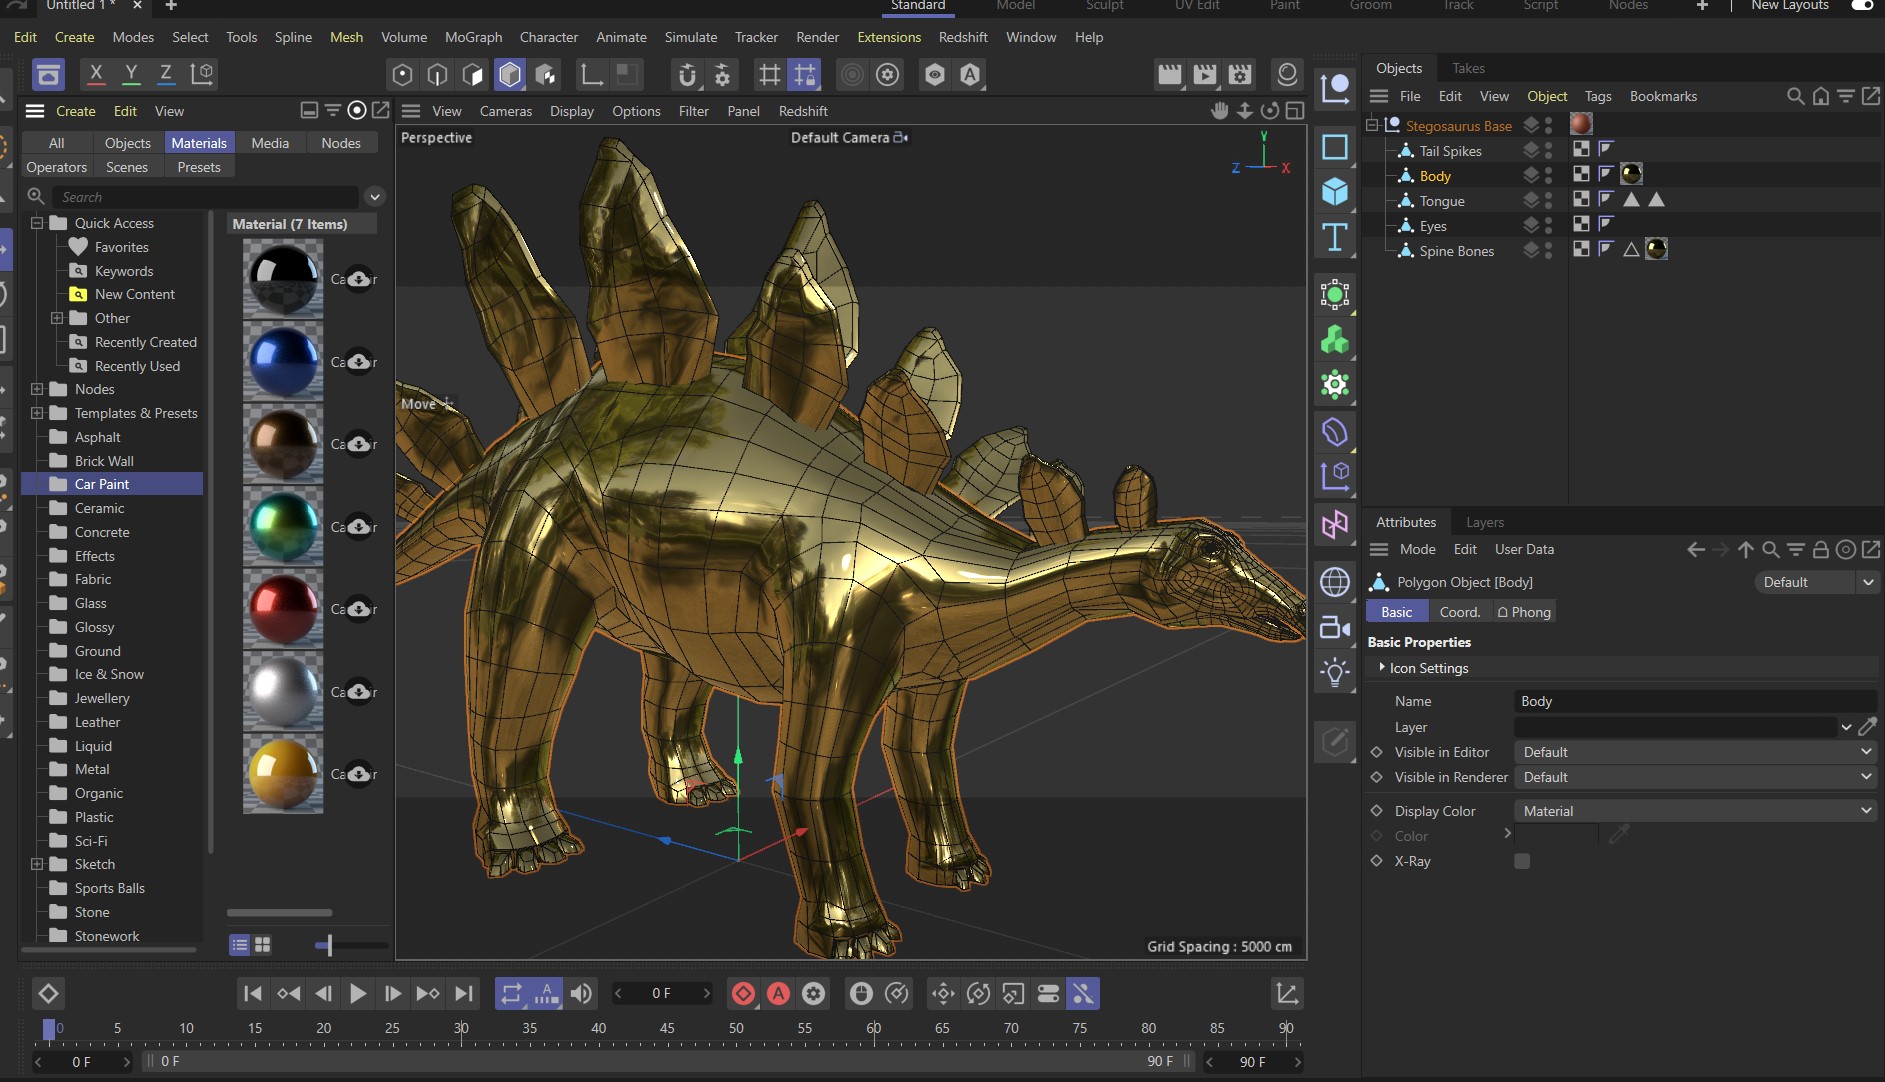 Untitled 1 *
Standard Model Sculpt UV Edit Paint Groom Track Script Nodes New Layouts
Edit Create Modes Select Tools Spline Mesh Volume MoGraph Character Animate Simulate Tracker Render Extensions Redshift Window Help
X Y Z
Objects Takes
File Edit View Object Tags Bookmarks
Create Edit View
View Cameras Display Options Filter Panel Redshift
Perspective
Default Camera
Y
Z X
All Objects Materials Media Nodes
Operators Scenes Presets
Search
Material (7 Items)
Quick Access
Favorites
Keywords
New Content
Other
Recently Created
Recently Used
Nodes
Templates & Presets
Asphalt
Brick Wall
Car Paint
Ceramic
Concrete
Effects
Fabric
Glass
Glossy
Ground
Ice & Snow
Jewellery
Leather
Liquid
Metal
Organic
Plastic
Sci-Fi
Sketch
Sports Balls
Stone
Stonework
Move
Grid Spacing : 5000 cm
Stegosaurus Base
Tail Spikes
Body
Tongue
Eyes
Spine Bones
Attributes Layers
Mode Edit User Data
Polygon Object [Body]
Default
Basic Coord. Phong
Basic Properties
Icon Settings
Name Body
Layer
Visible in Editor Default
Visible in Renderer Default
Display Color Material
Color
X-Ray
0 F
0 5 10 15 20 25 30 35 40 45 50 55 60 65 70 75 80 85 90
0 F 0 F 90 F 90 F